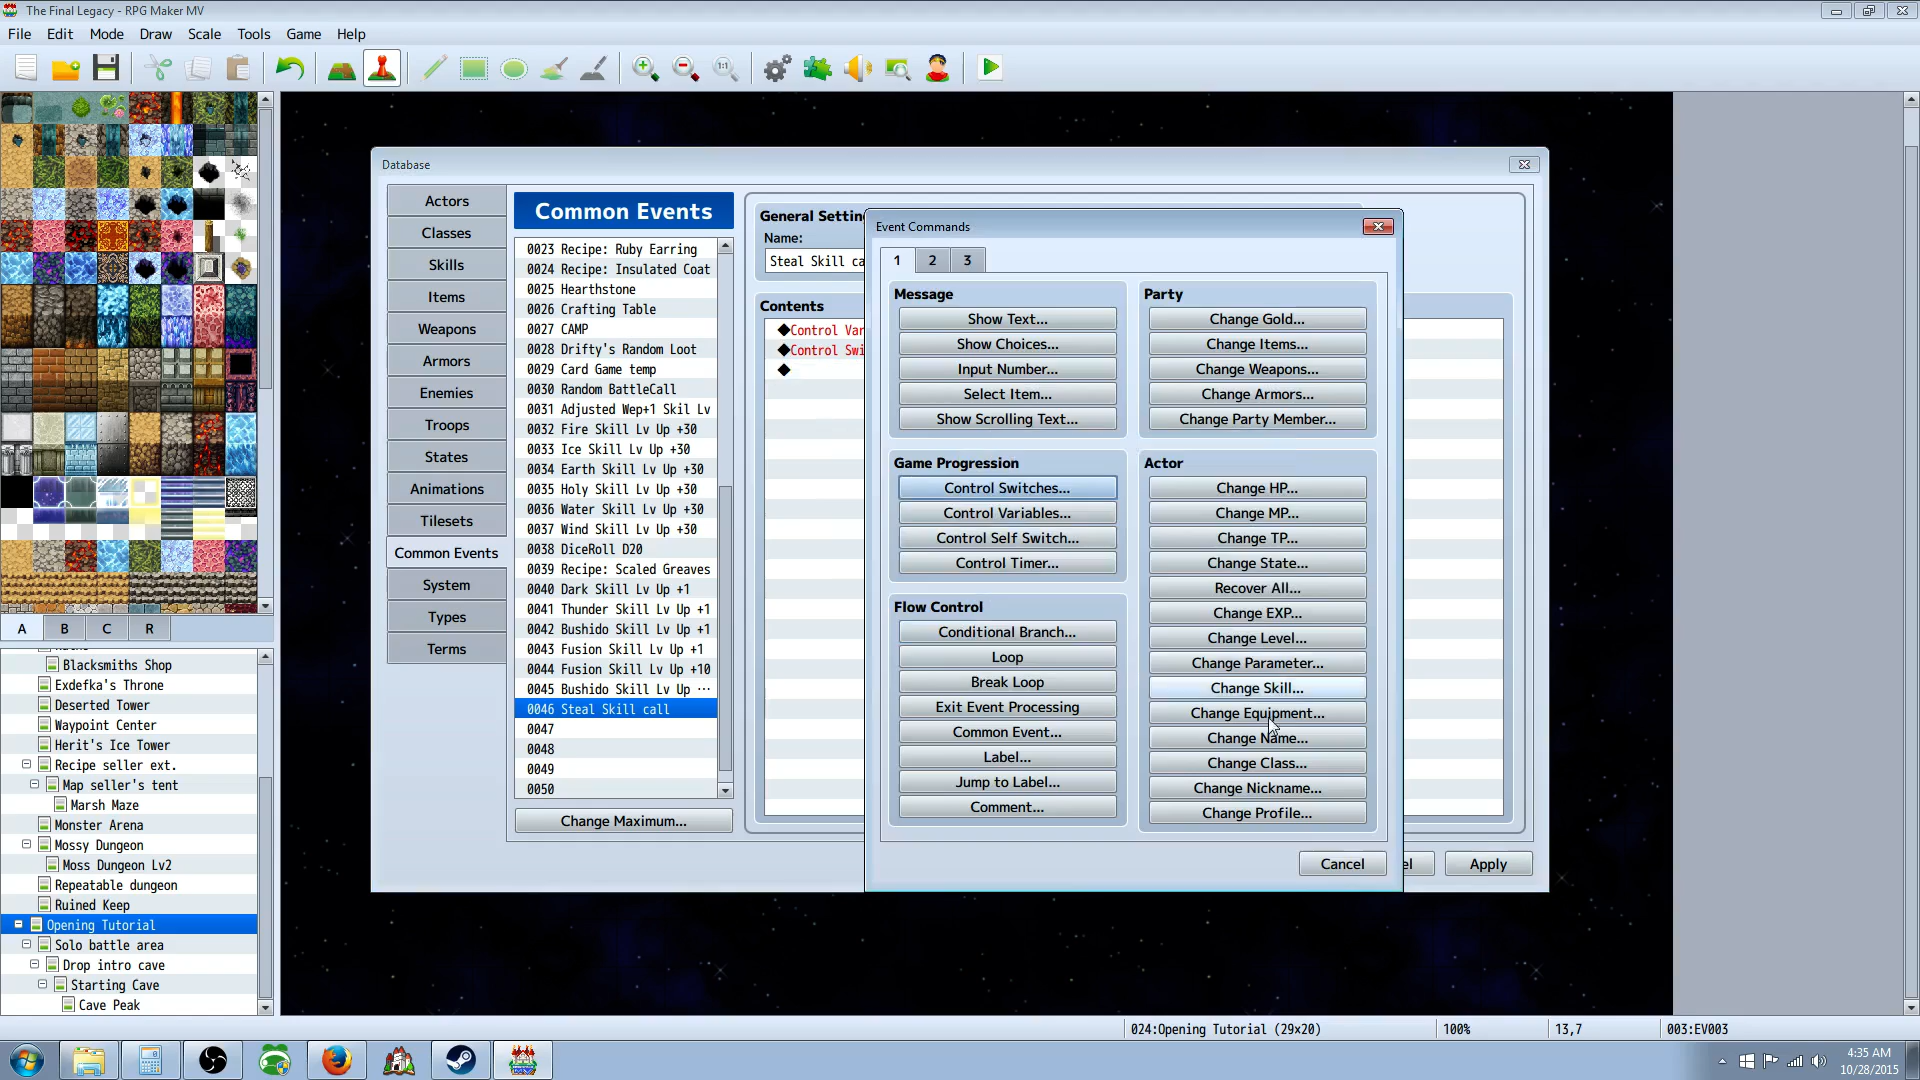 The Final Legacy - RPG Maker MV
File Edit Mode Draw Scale Tools Game Help
1:1
A B C R
Blacksmiths Shop
Exdefka's Throne
Deserted Tower
Waypoint Center
Herit's Ice Tower
Recipe seller ext.
Map seller's tent
Marsh Maze
Monster Arena
Mossy Dungeon
Moss Dungeon Lv2
Repeatable dungeon
Ruined Keep
Opening Tutorial
Solo battle area
Drop intro cave
Starting Cave
Cave Peak
Database
Actors
Classes
Skills
Items
Weapons
Armors
Enemies
Troops
States
Animations
Tilesets
Common Events
System
Types
Terms
Common Events
0023 Recipe: Ruby Earring
0024 Recipe: Insulated Coat
0025 Hearthstone
0026 Crafting Table
0027 CAMP
0028 Drifty's Random Loot
0029 Card Game temp
0030 Random BattleCall
0031 Adjusted Wep+1 Skil Lv
0032 Fire Skill Lv Up +30
0033 Ice Skill Lv Up +30
0034 Earth Skill Lv Up +30
0035 Holy Skill Lv Up +30
0036 Water Skill Lv Up +30
0037 Wind Skill Lv Up +30
0038 DiceRoll D20
0039 Recipe: Scaled Greaves
0040 Dark Skill Lv Up +1
0041 Thunder Skill Lv Up +1
0042 Bushido Skill Lv Up +1
0043 Fusion Skill Lv Up +1
0044 Fusion Skill Lv Up +10
0045 Bushido Skill Lv Up ...
0046 Steal Skill call
0047
0048
0049
0050
Change Maximum...
General Settin
Name:
Steal Skill ca
Contents
◆Control Var
◆Control Swi
◆
Event Commands
1 2 3
Message
Show Text...
Show Choices...
Input Number...
Select Item...
Show Scrolling Text...
Game Progression
Control Switches...
Control Variables...
Control Self Switch...
Control Timer...
Flow Control
Conditional Branch...
Loop
Break Loop
Exit Event Processing
Common Event...
Label...
Jump to Label...
Comment...
Party
Change Gold...
Change Items...
Change Weapons...
Change Armors...
Change Party Member...
Actor
Change HP...
Change MP...
Change TP...
Change State...
Recover All...
Change EXP...
Change Level...
Change Parameter...
Change Skill...
Change Equipment...
Change Name...
Change Class...
Change Nickname...
Change Profile...
Cancel
el
Apply
024:Opening Tutorial (29x20)
100%
13,7
003:EV003
4:35 AM
10/28/2015